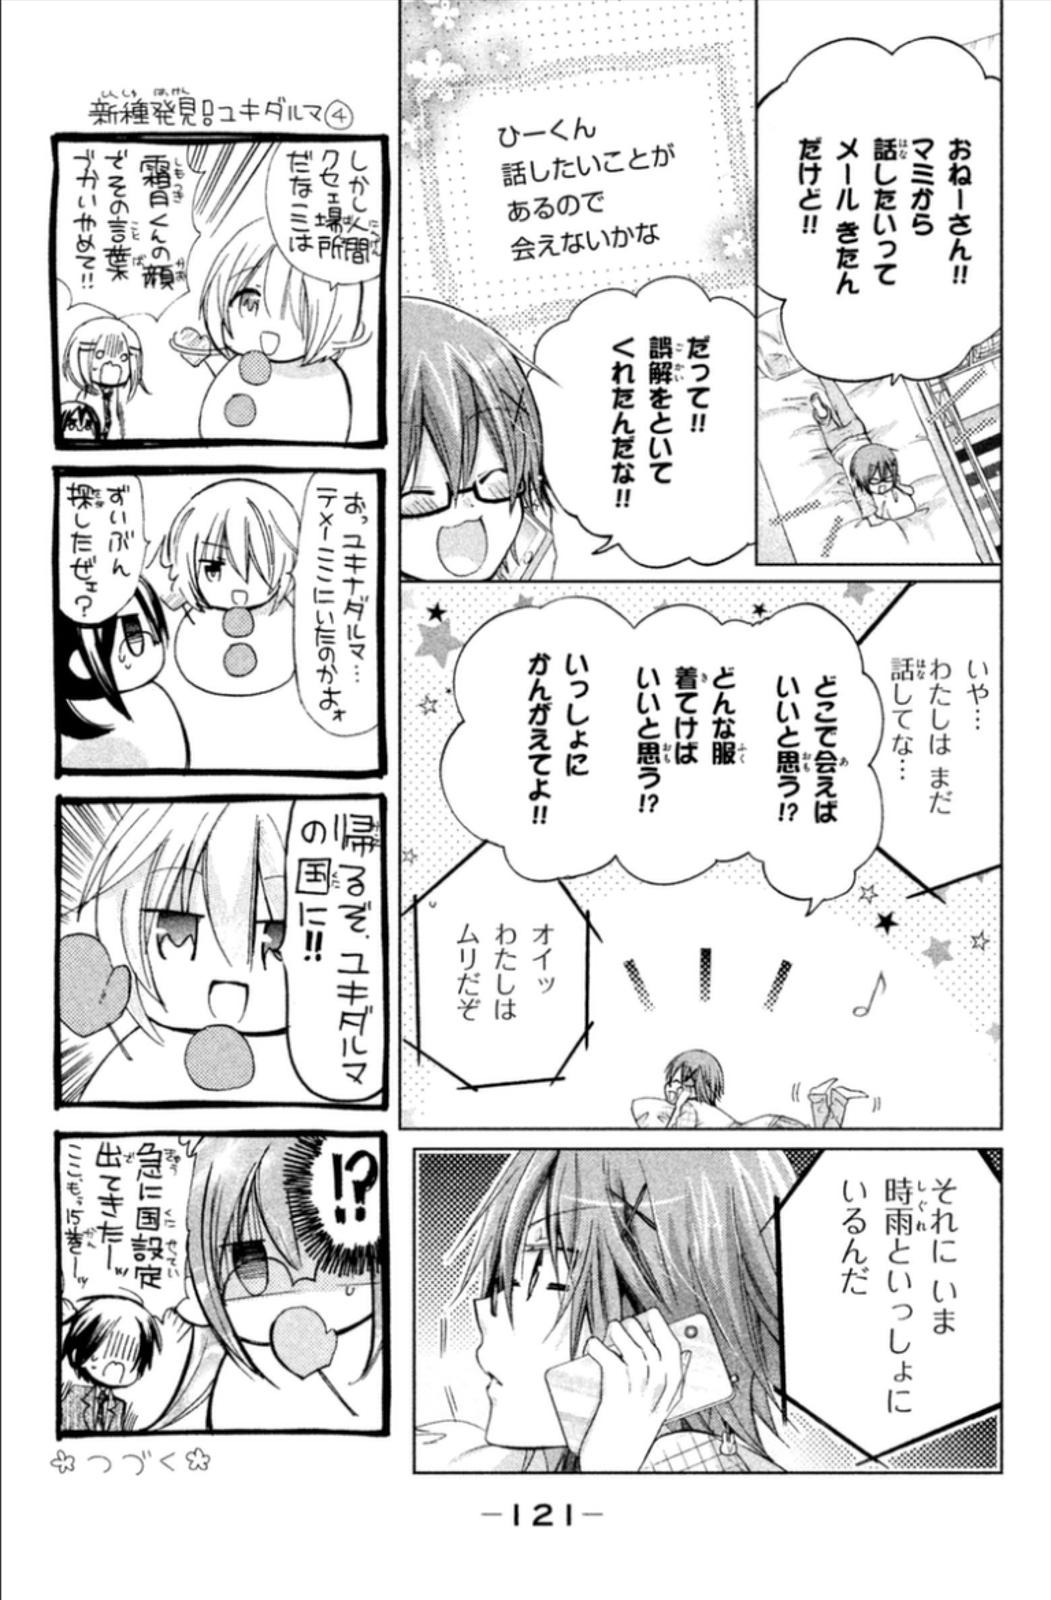 おねーさん!!
マミから
話したいって
メール きたん
だけど!!
ひーくん
話したいことが
あるので
会えないかな
だって!!
誤解をといて
くれたんだな!!
いや…
わたしは まだ
話してな…
どこで会えば
いいと思う!?
どんな服
着てけば
いいと思う!?
いっしょに
かんがえてよ!!
オイッ
わたしは
ムリだぞ
それに いま
時雨といっしょに
いるんだ
新種発見!!ユキダルマ④
しかし人間
クセェ場所
だなココは
霜月くんの顔
でその言葉
づかいやめて!!
おっ ユキナダルマ…
テメーココにいたのかよォ
ずいぶん
探したぜェ?
帰るぞ、ユキダルマ
の国に!!
!?
急に国設定
出てきたー
ここ、もう15巻ー
つづく
—121—